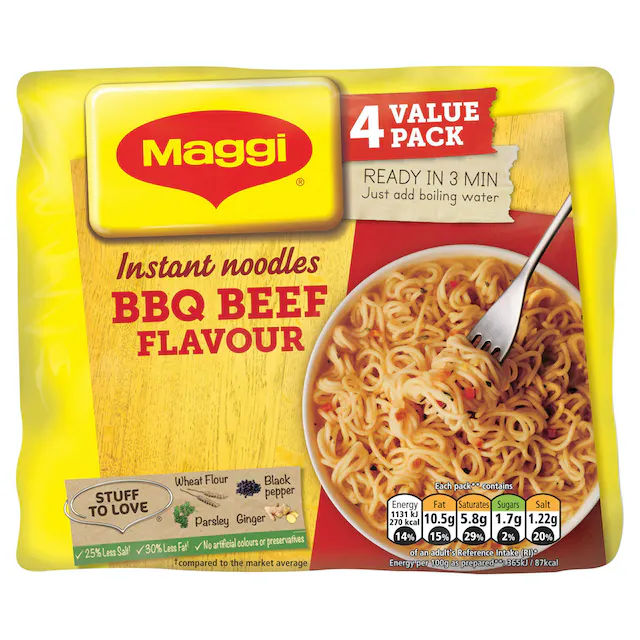 Maggi
®
4 VALUE PACK
READY IN 3 MIN
Just add boiling water
Instant noodles
BBQ BEEF
FLAVOUR
STUFF
TO LOVE®
Wheat Flour
Black pepper
Parsley
Ginger
✓ 25% Less Salt† ✓ 30% Less Fat† ✓ No artificial colours or preservatives
†compared to the market average
Each pack** contains
Energy 1131 kJ 270 kcal 14%
Fat 10.5g 15%
Saturates 5.8g 29%
Sugars 1.7g 2%
Salt 1.22g 20%
of an adult's Reference Intake (RI)*
Energy per 100g as prepared** 365kJ / 87kcal